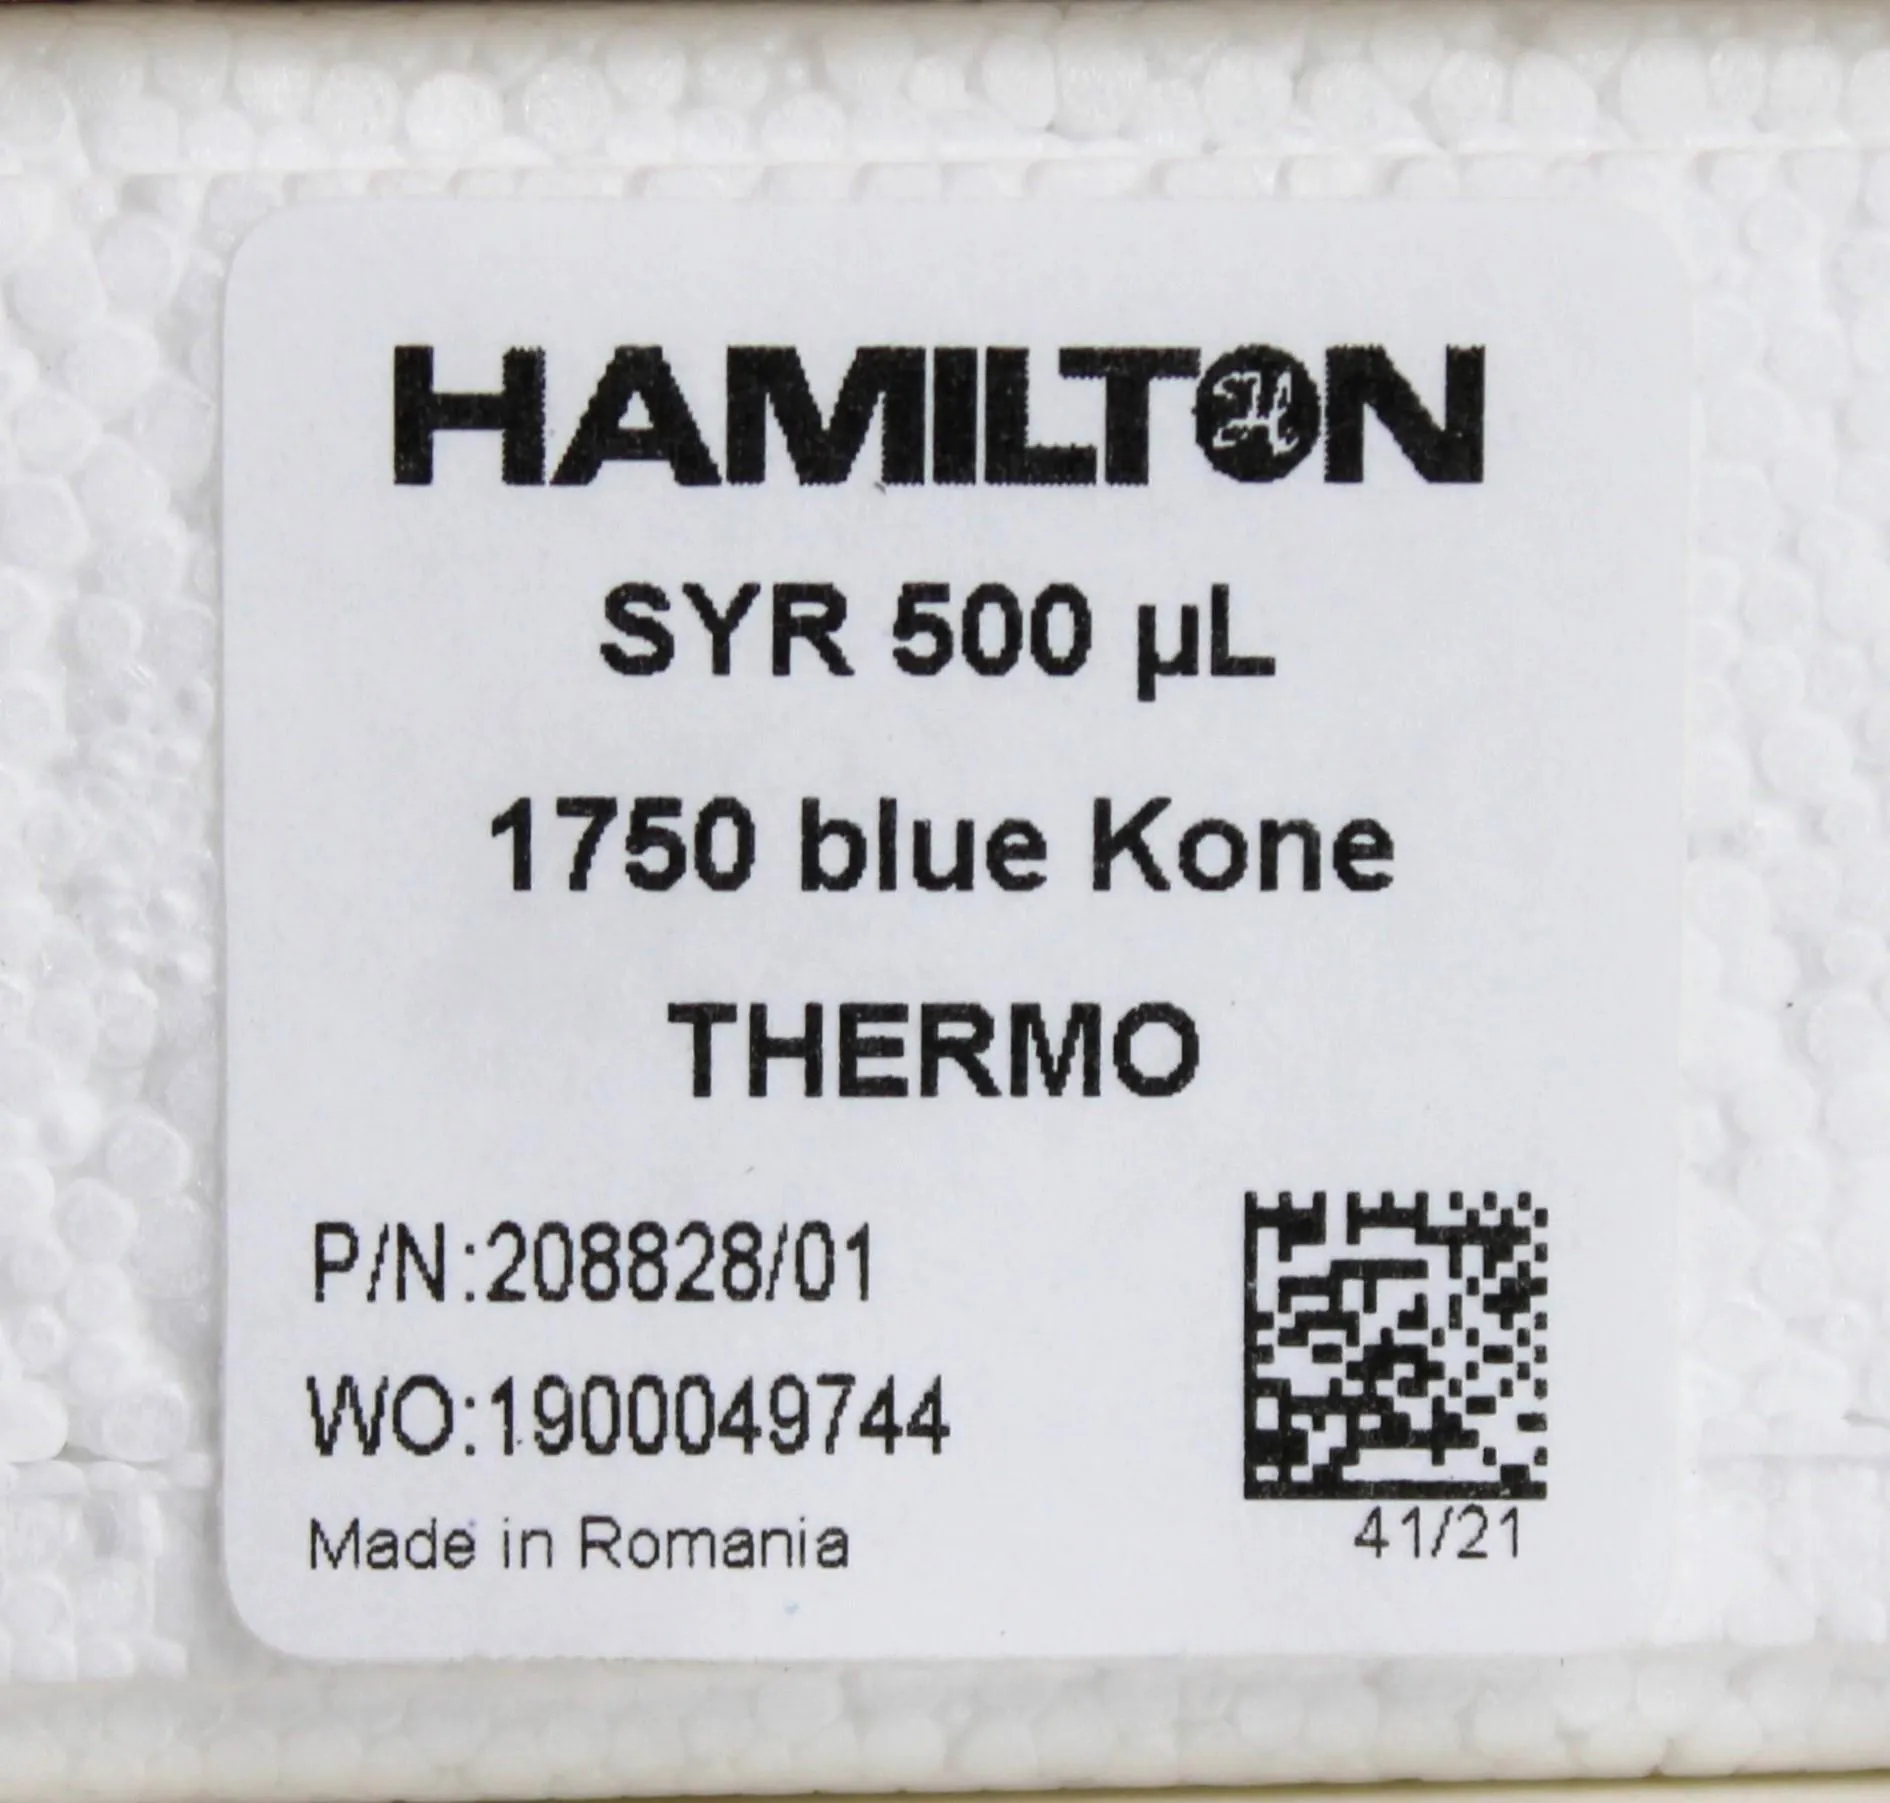 HAMILTON
SYR 500 µL
1750 blue Kone
THERMO
P/N:208828/01
WO:1900049744
Made in Romania
41/21